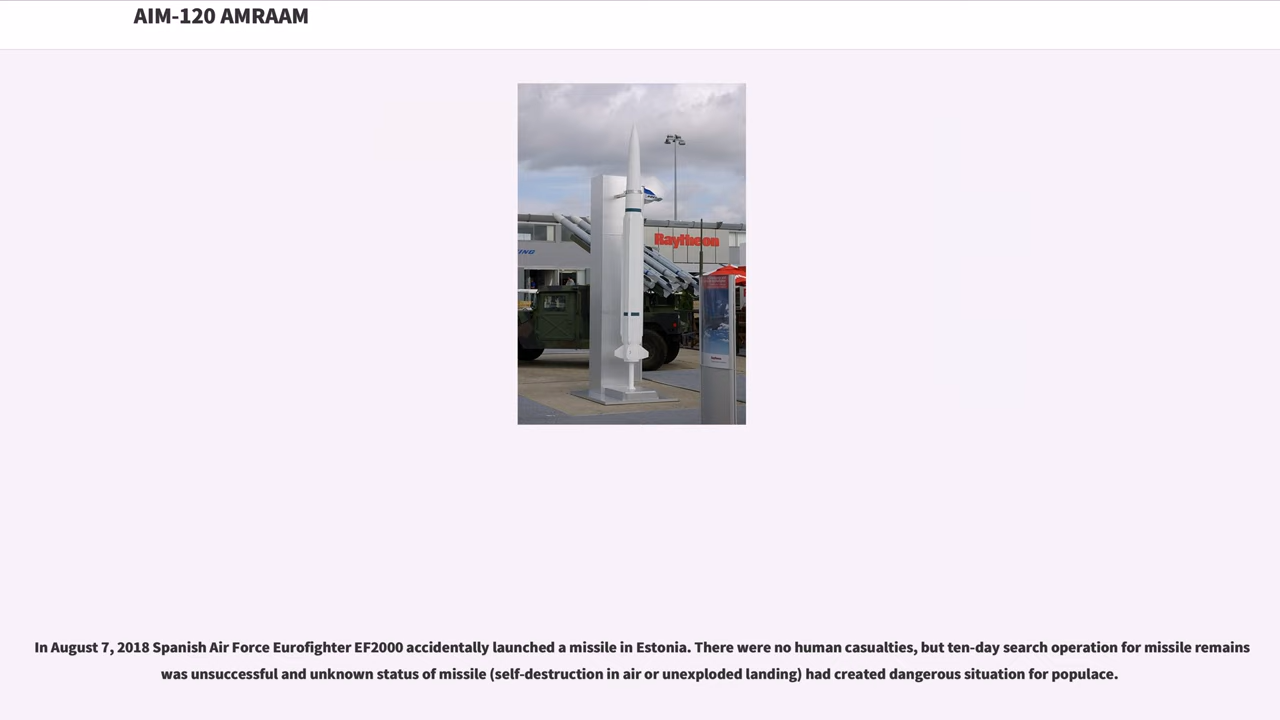 AIM-120 AMRAAM
Raytheon
In August 7, 2018 Spanish Air Force Eurofighter EF2000 accidentally launched a missile in Estonia. There were no human casualties, but ten-day search operation for missile remains
was unsuccessful and unknown status of missile (self-destruction in air or unexploded landing) had created dangerous situation for populace.